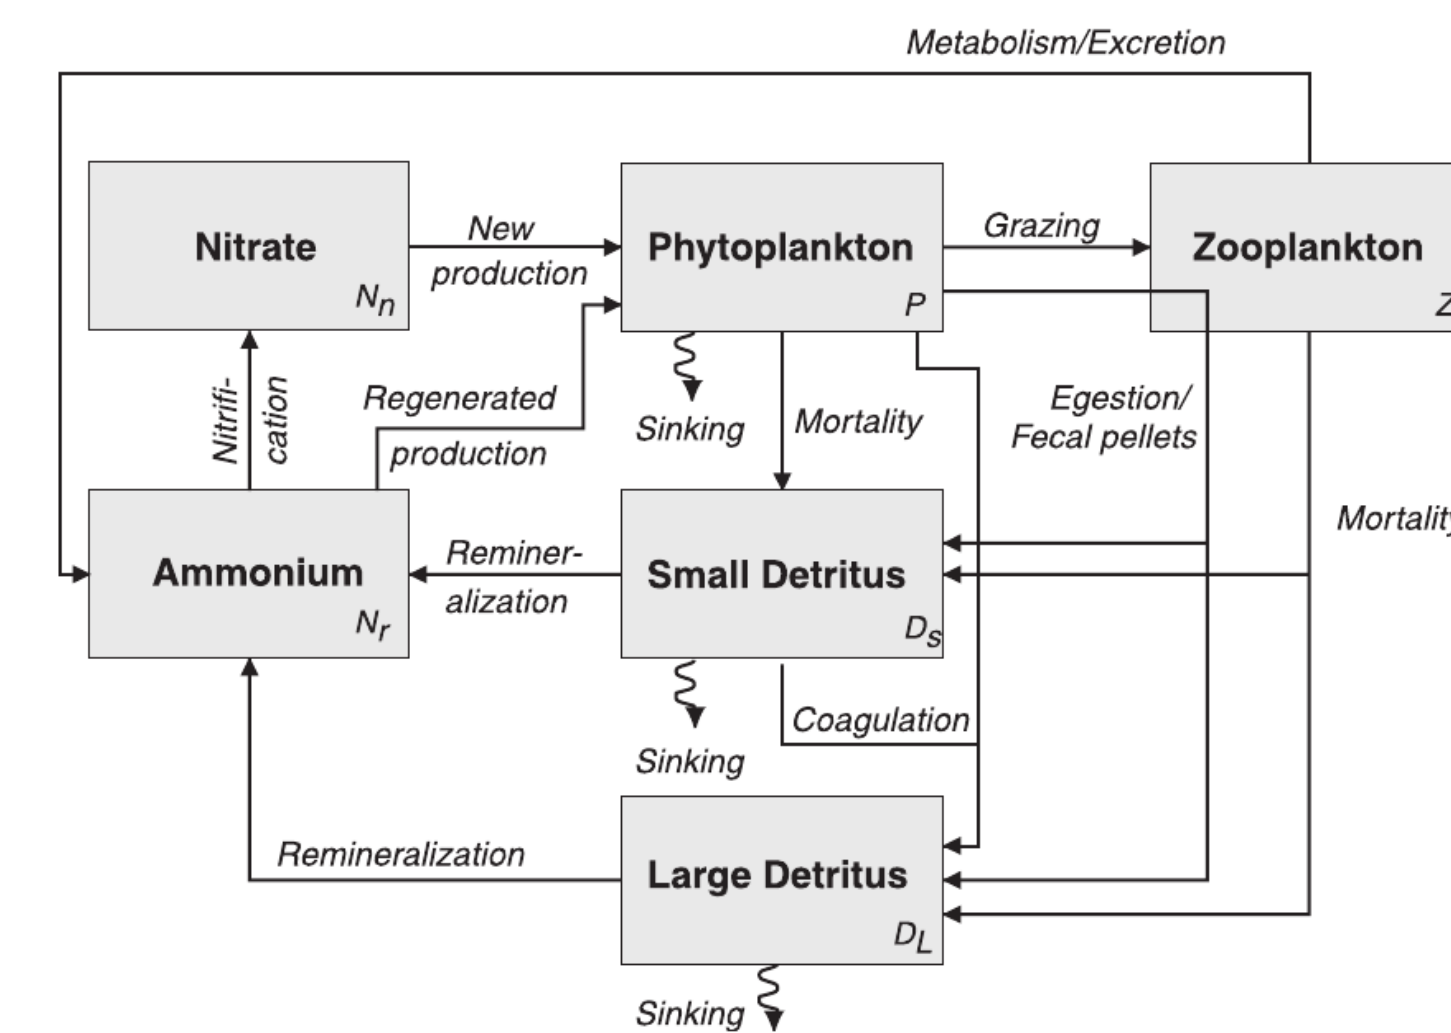 Metabolism/Excretion
Nitrate
Nn
New
production
Phytoplankton
P
Grazing
Zooplankton
Z
Nitrifi-
cation
Regenerated
production
Sinking
Mortality
Egestion/
Fecal pellets
Mortality
Ammonium
Nr
Reminer-
alization
Small Detritus
Ds
Coagulation
Sinking
Remineralization
Large Detritus
DL
Sinking